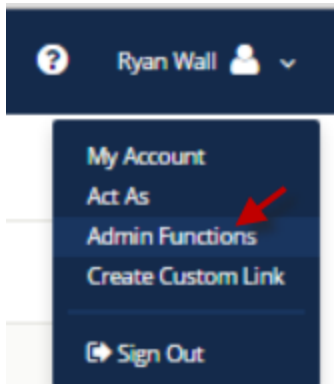 Ryan Wall
My Account
Act As
Admin Functions
Create Custom Link
Sign Out